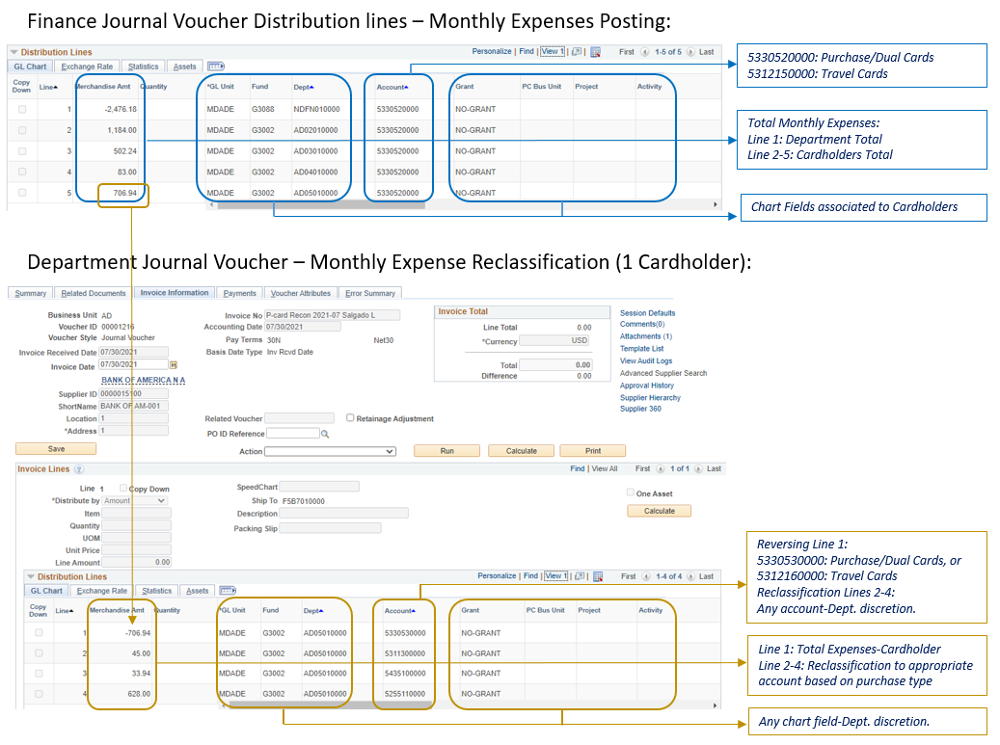 Finance Journal Voucher Distribution lines – Monthly Expenses Posting:
Distribution Lines
Personalize | Find | View 1 | | First 1-5 of 5 Last
GL Chart Exchange Rate Statistics Assets
Copy Down Line Merchandise Amt Quantity *GL Unit Fund Dept Account Grant PC Bus Unit Project Activity
1 -2,476.18 MDADE G3088 NDFN010000 5330520000 NO-GRANT
2 1,184.00 MDADE G3002 AD02010000 5330520000 NO-GRANT
3 502.24 MDADE G3002 AD03010000 5330520000 NO-GRANT
4 83.00 MDADE G3002 AD04010000 5330520000 NO-GRANT
5 706.94 MDADE G3002 AD05010000 5330520000 NO-GRANT
5330520000: Purchase/Dual Cards
5312150000: Travel Cards
Total Monthly Expenses:
Line 1: Department Total
Line 2-5: Cardholders Total
Chart Fields associated to Cardholders
Department Journal Voucher – Monthly Expense Reclassification (1 Cardholder):
Summary Related Documents Invoice Information Payments Voucher Attributes Error Summary
Business Unit AD
Voucher ID 00001216
Voucher Style Journal Voucher
Invoice Received Date 07/30/2021
Invoice Date 07/30/2021
BANK OF AMERICA N A
Supplier ID 0000015100
ShortName BANK OF AM-001
Location 1
*Address 1
Invoice No P-card Recon 2021-07 Salgado L
Accounting Date 07/30/2021
Pay Terms 30N Net30
Basis Date Type Inv Rcvd Date
Related Voucher Retainage Adjustment
PO ID Reference
Invoice Total
Line Total 0.00
*Currency USD
Total 0.00
Difference 0.00
Session Defaults
Comments(0)
Attachments (1)
Template List
View Audit Logs
Advanced Supplier Search
Approval History
Supplier Hierarchy
Supplier 360
Save Action Run Calculate Print
Invoice Lines Find | View All First 1 of 1 Last
Line 1 Copy Down
*Distribute by Amount
Item
Quantity
UOM
Unit Price
Line Amount 0.00
SpeedChart
Ship To F5B7010000
Description
Packing Slip
One Asset
Calculate
Distribution Lines
Personalize | Find | View 1 | | First 1-4 of 4 Last
GL Chart Exchange Rate Statistics Assets
Copy Down Line Merchandise Amt Quantity *GL Unit Fund Dept Account Grant PC Bus Unit Project Activity
1 -706.94 MDADE G3002 AD05010000 5330530000 NO-GRANT
2 45.00 MDADE G3002 AD05010000 5311300000 NO-GRANT
3 33.94 MDADE G3002 AD05010000 5435100000 NO-GRANT
4 628.00 MDADE G3002 AD05010000 5255110000 NO-GRANT
Reversing Line 1:
5330530000: Purchase/Dual Cards, or
5312160000: Travel Cards
Reclassification Lines 2-4:
Any account-Dept. discretion.
Line 1: Total Expenses-Cardholder
Line 2-4: Reclassification to appropriate
account based on purchase type
Any chart field-Dept. discretion.